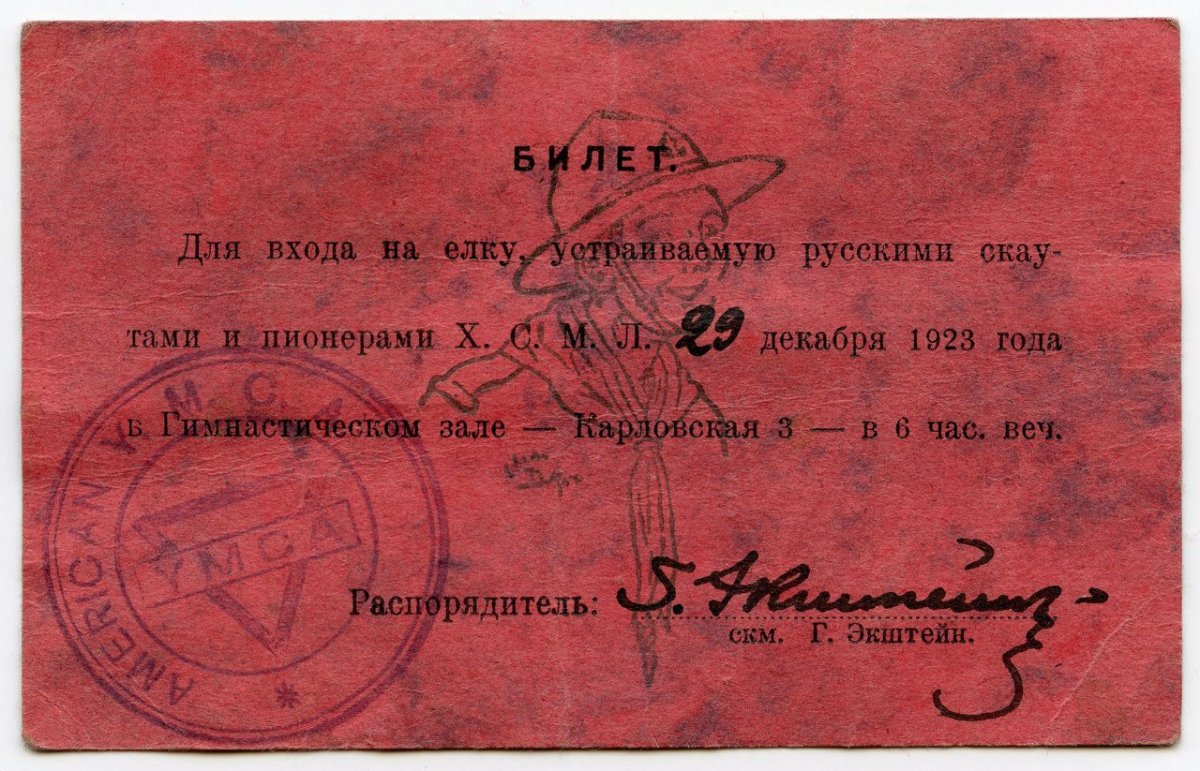 БИЛЕТ.
Для входа на елку, устраиваемую русскими скау-
тами и пионерами Х. С. М. Л. 29 декабря 1923 года
в Гимнастическом зале — Карловская 3 — в 6 час. веч.
AMERICAN Y. M. C. A. *
YMCA
Распорядитель: Г. Экштейн
скм. Г. Экштейн.